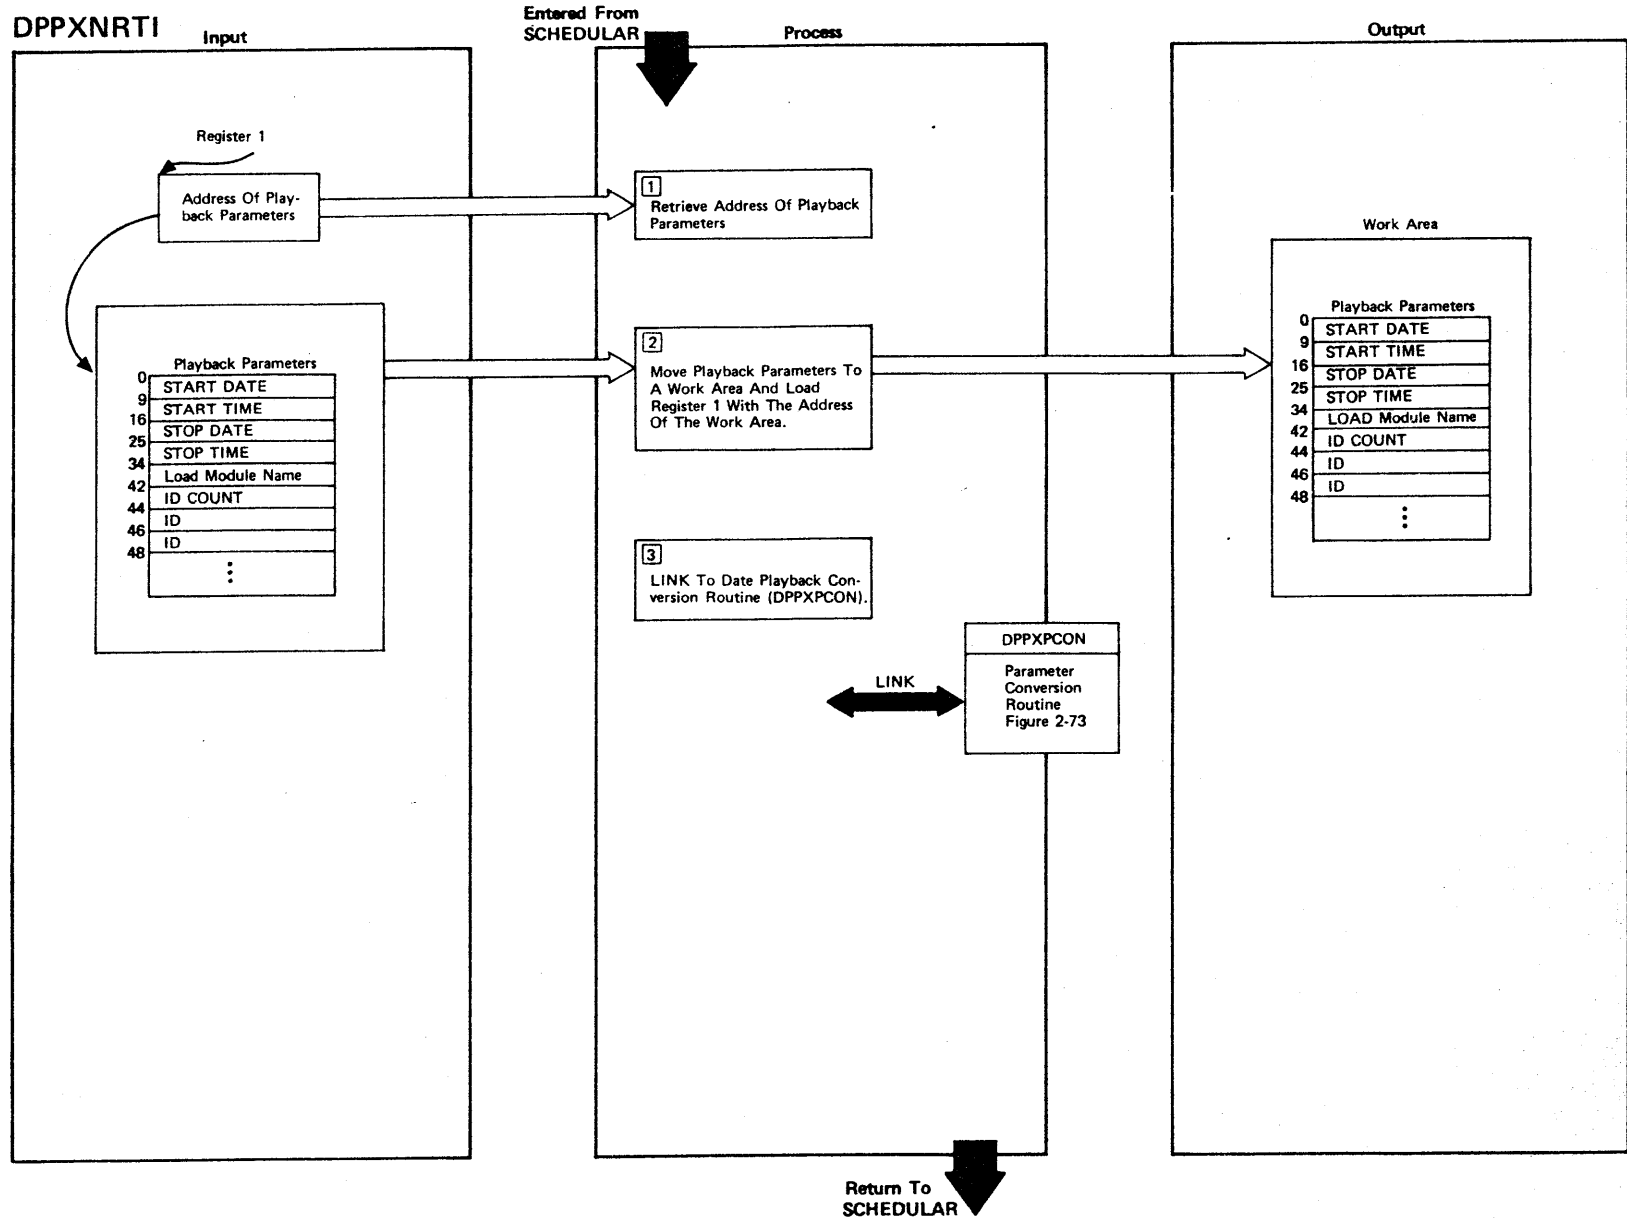 DPPXNRTI
Input
Entered From
SCHEDULAR
Process
Output
Register 1
Address Of Play-
back Parameters
1
Retrieve Address Of Playback
Parameters
Work Area
Playback Parameters
0
START DATE
9
START TIME
16
STOP DATE
25
STOP TIME
34
Load Module Name
42
ID COUNT
44
ID
46
ID
48
2
Move Playback Parameters To
A Work Area And Load
Register 1 With The Address
Of The Work Area.
Playback Parameters
0
START DATE
9
START TIME
16
STOP DATE
25
STOP TIME
34
LOAD Module Name
42
ID COUNT
44
ID
46
ID
48
3
LINK To Date Playback Con-
version Routine (DPPXPCON).
LINK
DPPXPCON
Parameter
Conversion
Routine
Figure 2-73
Return To
SCHEDULAR